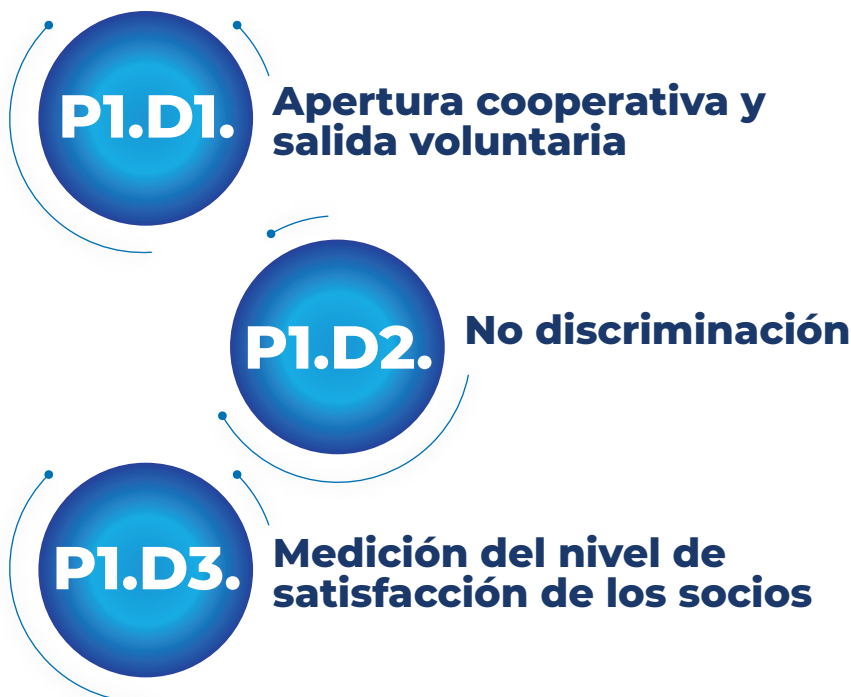 P1.D1.
Apertura cooperativa y
salida voluntaria
P1.D2.
No discriminación
P1.D3.
Medición del nivel de
satisfacción de los socios